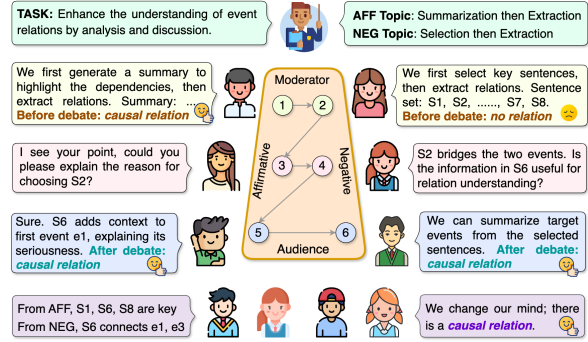 TASK: Enhance the understanding of event
relations by analysis and discussion.
AFF Topic: Summarization then Extraction
NEG Topic: Selection then Extraction
We first generate a summary to
highlight the dependencies, then
extract relations. Summary: ...
Before debate: causal relation
Moderator
1
2
We first select key sentences,
then extract relations. Sentence
set: S1, S2, ......, S7, S8.
Before debate: no relation
I see your point, could you
please explain the reason for
choosing S2?
Affirmative
3
4
Negative
S2 bridges the two events. Is
the information in S6 useful for
relation understanding?
Sure. S6 adds context to
first event e1, explaining its
seriousness. After debate:
causal relation
5
6
Audience
We can summarize target
events from the selected
sentences. After debate:
causal relation
From AFF, S1, S6, S8 are key
From NEG, S6 connects e1, e3
We change our mind; there
is a causal relation.